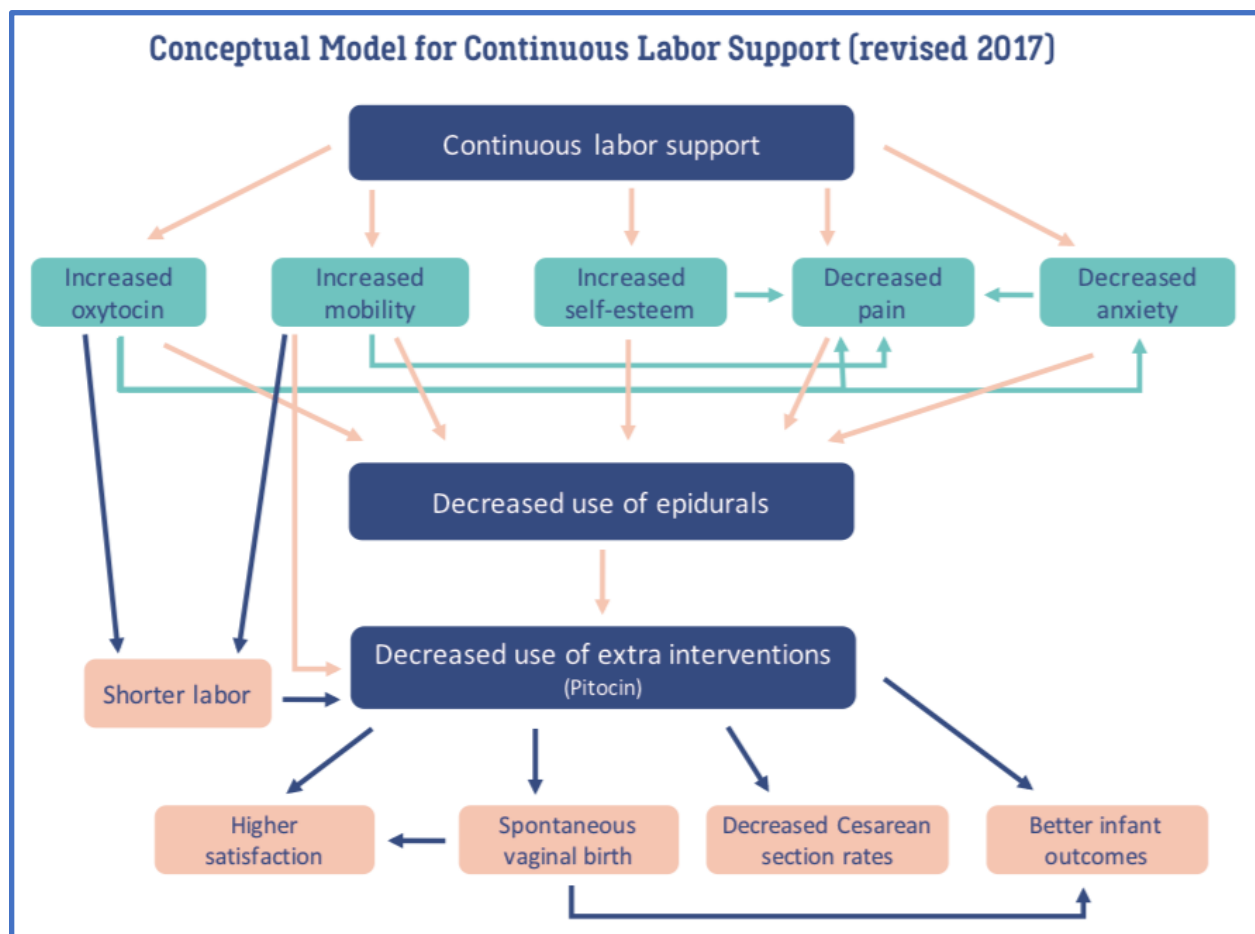 Conceptual Model for Continuous Labor Support (revised 2017)
Continuous labor support
Increased
oxytocin
Increased
mobility
Increased
self-esteem
Decreased
pain
Decreased
anxiety
Decreased use of epidurals
Decreased use of extra interventions
(Pitocin)
Shorter labor
Higher
satisfaction
Spontaneous
vaginal birth
Decreased Cesarean
section rates
Better infant
outcomes